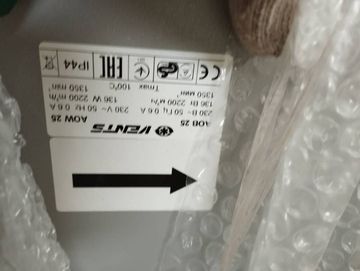 VENTS
AOB 25 AOW 25
230 В ~ 50 Гц 0.6 А 230 V ~ 50 Hz 0.6 A
136 Вт 2200 м³/ч 136 W 2200 m³/h
1350 мин⁻¹ Tmax 100°C 1350 min⁻¹
CE EAC IP44